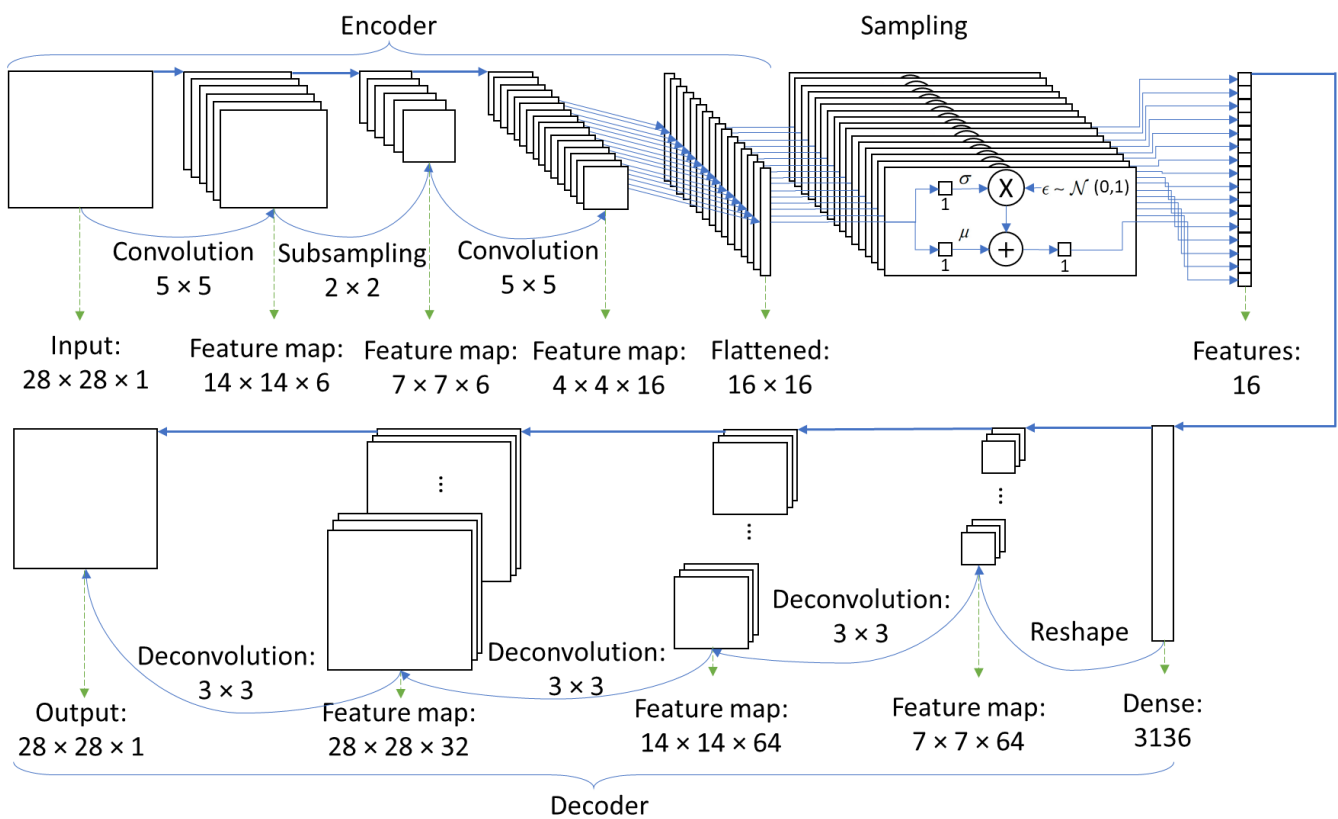 Encoder
Sampling
σ
X
ϵ ~ 𝒩 (0,1)
1
μ
+
1
1
Convolution
5 × 5
Subsampling
2 × 2
Convolution
5 × 5
Input:
28 × 28 × 1
Feature map:
14 × 14 × 6
Feature map:
7 × 7 × 6
Feature map:
4 × 4 × 16
Flattened:
16 × 16
Features:
16
⋮
⋮
⋮
Deconvolution:
3 × 3
Deconvolution:
3 × 3
Deconvolution:
3 × 3
Reshape
Output:
28 × 28 × 1
Feature map:
28 × 28 × 32
Feature map:
14 × 14 × 64
Feature map:
7 × 7 × 64
Dense:
3136
Decoder